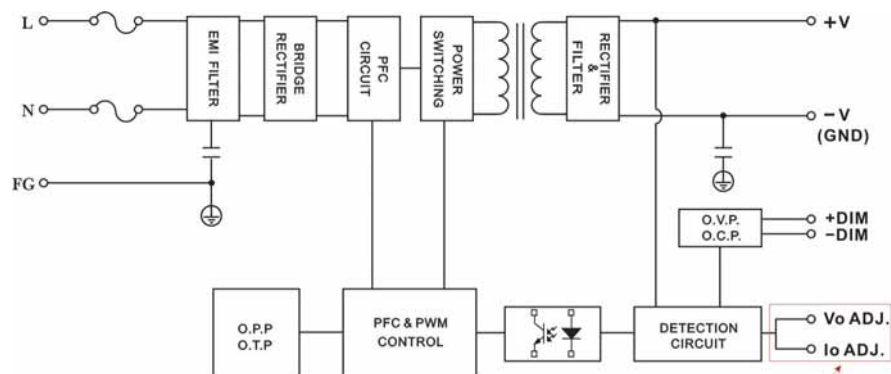 L
N
FG
EMI FILTER
BRIDGE
RECTIFIER
PFC
CIRCUIT
POWER
SWITCHING
RECTIFIER
&
FILTER
+V
−V
(GND)
O.V.P.
O.C.P.
+DIM
−DIM
O.P.P
O.T.P
PFC & PWM
CONTROL
DETECTION
CIRCUIT
Vo ADJ.
Io ADJ.